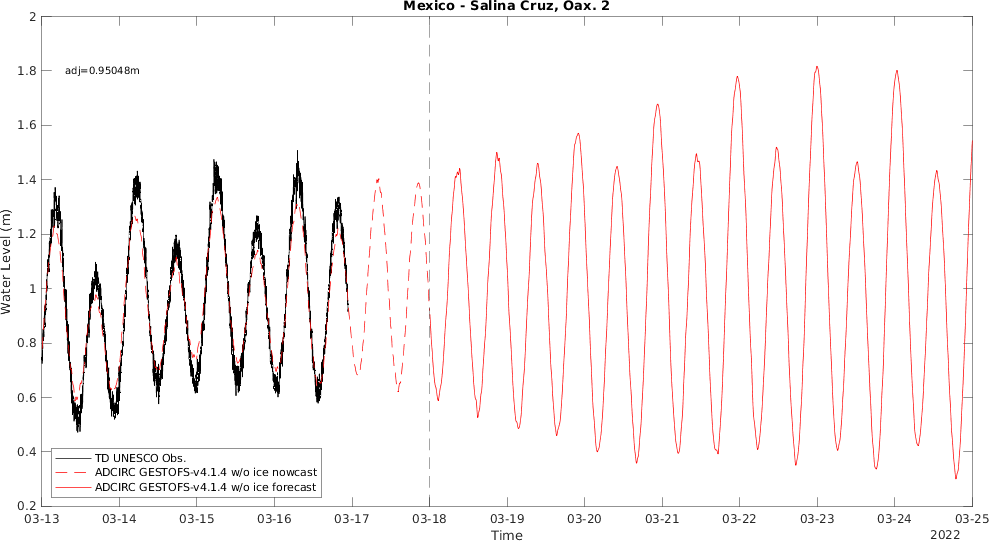 Mexico - Salina Cruz, Oax. 2
2
1.8
1.6
1.4
1.2
1
0.8
0.6
0.4
0.2
Water Level (m)
adj=0.95048m
TD UNESCO Obs.
ADCIRC GESTOFS-v4.1.4 w/o ice nowcast
ADCIRC GESTOFS-v4.1.4 w/o ice forecast
03-13 03-14 03-15 03-16 03-17 03-18 03-19 03-20 03-21 03-22 03-23 03-24 03-25
Time
2022